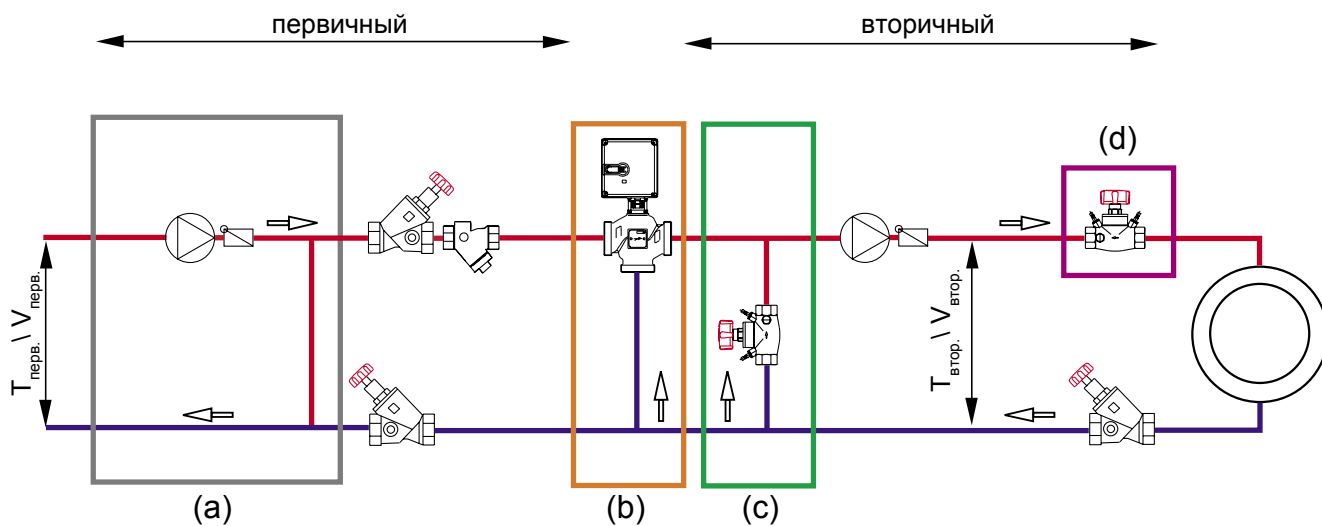 первичный
вторичный
(d)
Tперв. \ Vперв.
Tвтор. \ Vвтор.
(a)
(b)
(c)